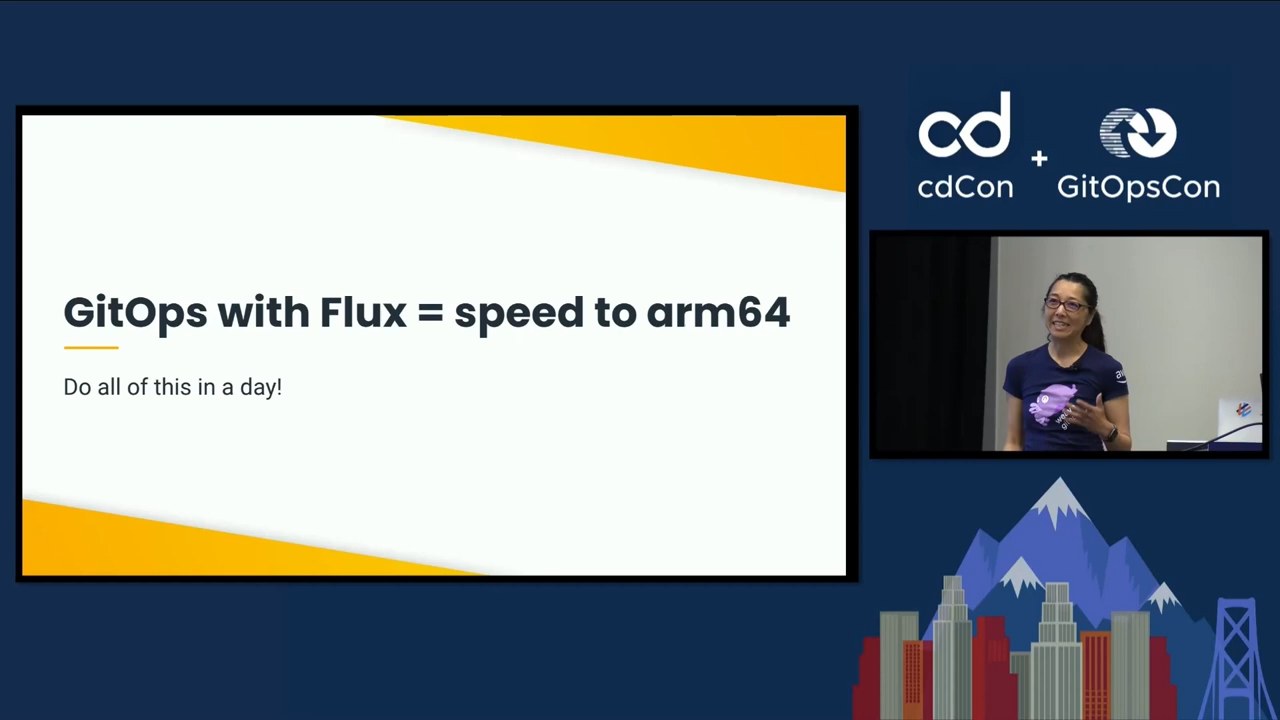 GitOps with Flux = speed to arm64
Do all of this in a day!
cd
+
cdCon
GitOpsCon